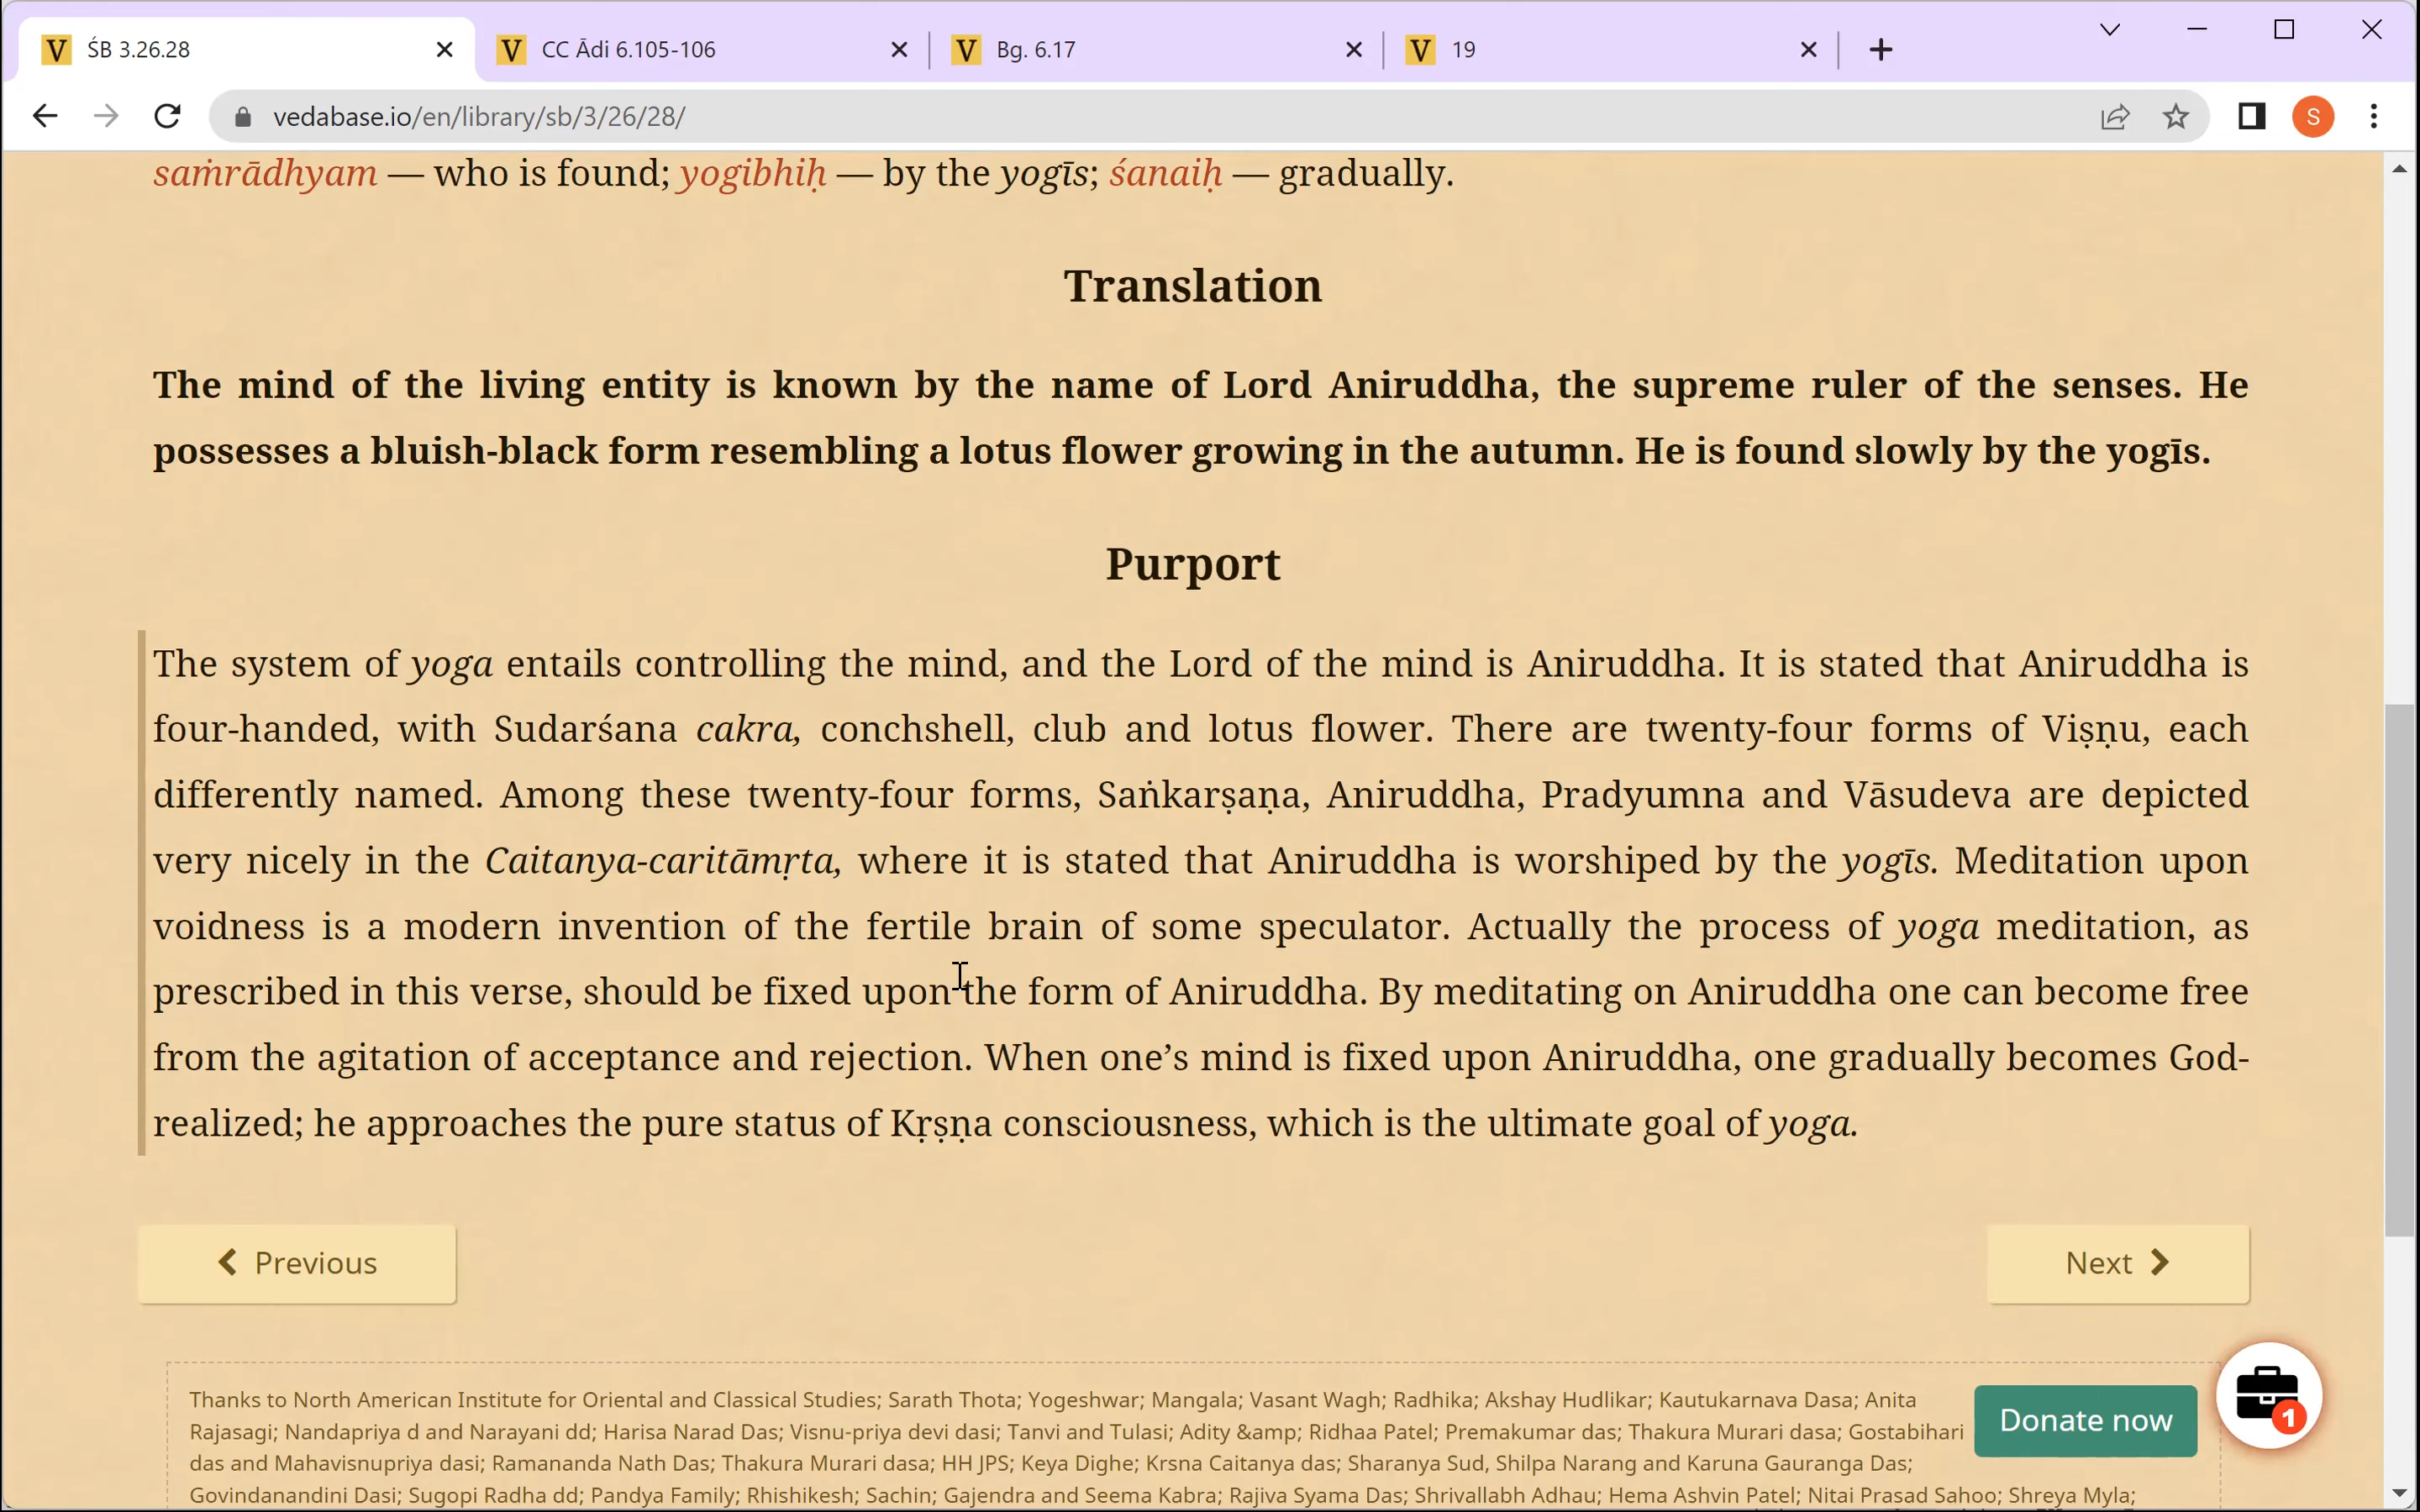 ŚB 3.26.28
CC Ādi 6.105-106
Bg. 6.17
19
vedabase.io/en/library/sb/3/26/28/
S
saṁrādhyam — who is found; yogibhiḥ — by the yogīs; śanaiḥ — gradually.
Translation
The mind of the living entity is known by the name of Lord Aniruddha, the supreme ruler of the senses. He
possesses a bluish-black form resembling a lotus flower growing in the autumn. He is found slowly by the yogīs.
Purport
The system of yoga entails controlling the mind, and the Lord of the mind is Aniruddha. It is stated that Aniruddha is
four-handed, with Sudarśana cakra, conchshell, club and lotus flower. There are twenty-four forms of Viṣṇu, each
differently named. Among these twenty-four forms, Saṅkarṣaṇa, Aniruddha, Pradyumna and Vāsudeva are depicted
very nicely in the Caitanya-caritāmṛta, where it is stated that Aniruddha is worshiped by the yogīs. Meditation upon
voidness is a modern invention of the fertile brain of some speculator. Actually the process of yoga meditation, as
prescribed in this verse, should be fixed upon the form of Aniruddha. By meditating on Aniruddha one can become free
from the agitation of acceptance and rejection. When one’s mind is fixed upon Aniruddha, one gradually becomes God-
realized; he approaches the pure status of Kṛṣṇa consciousness, which is the ultimate goal of yoga.
Previous
Next
Thanks to North American Institute for Oriental and Classical Studies; Sarath Thota; Yogeshwar; Mangala; Vasant Wagh; Radhika; Akshay Hudlikar; Kautukarnava Dasa; Anita
Rajasagi; Nandapriya d and Narayani dd; Harisa Narad Das; Visnu-priya devi dasi; Tanvi and Tulasi; Adity &amp; Ridhaa Patel; Premakumar das; Thakura Murari dasa; Gostabihari
das and Mahavisnupriya dasi; Ramananda Nath Das; Thakura Murari dasa; HH JPS; Keya Dighe; Krsna Caitanya das; Sharanya Sud, Shilpa Narang and Karuna Gauranga Das;
Govindanandini Dasi; Sugopi Radha dd; Pandya Family; Rhishikesh; Sachin; Gajendra and Seema Kabra; Rajiva Syama Das; Shrivallabh Adhau; Hema Ashvin Patel; Nitai Prasad Sahoo; Shreya Myla;
Donate now
1